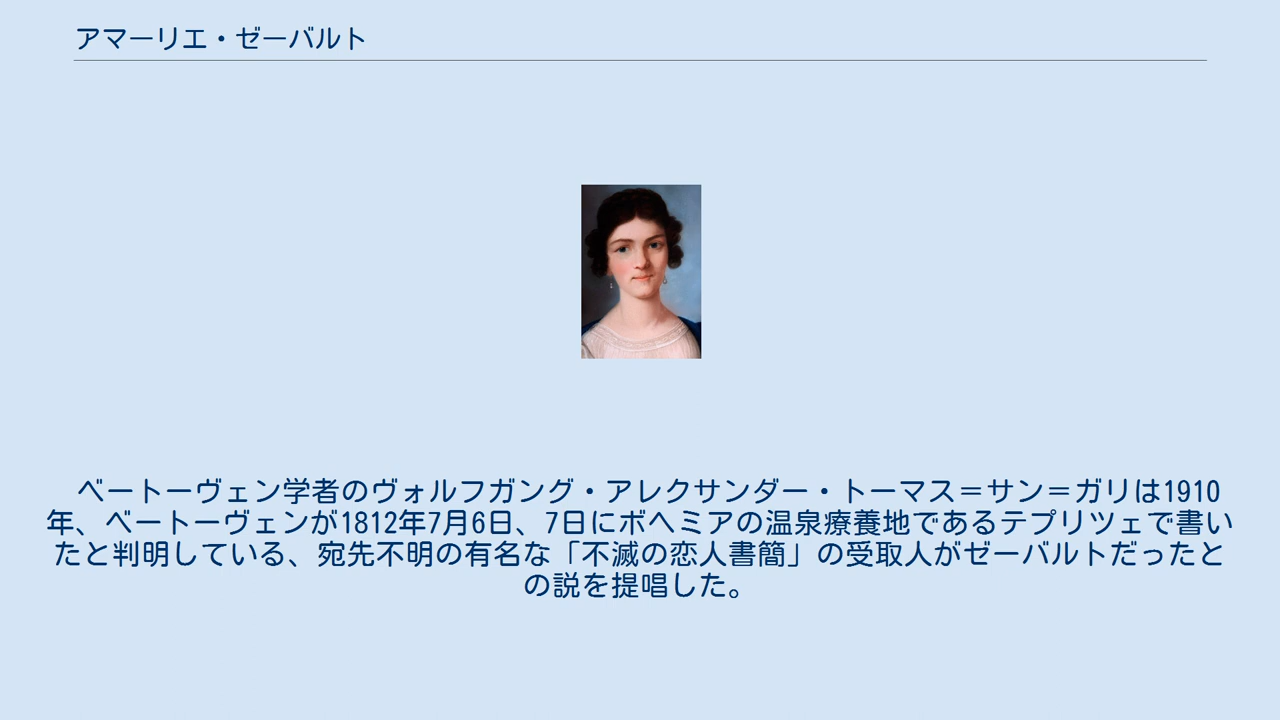 アマーリエ・ゼーバルト
ベートーヴェン学者のヴォルフガング・アレクサンダー・トーマス＝サン＝ガリは1910
年、ベートーヴェンが1812年7月6日、7日にボヘミアの温泉療養地であるテプリツェで書い
たと判明している、宛先不明の有名な「不滅の恋人書簡」の受取人がゼーバルトだったと
の説を提唱した。